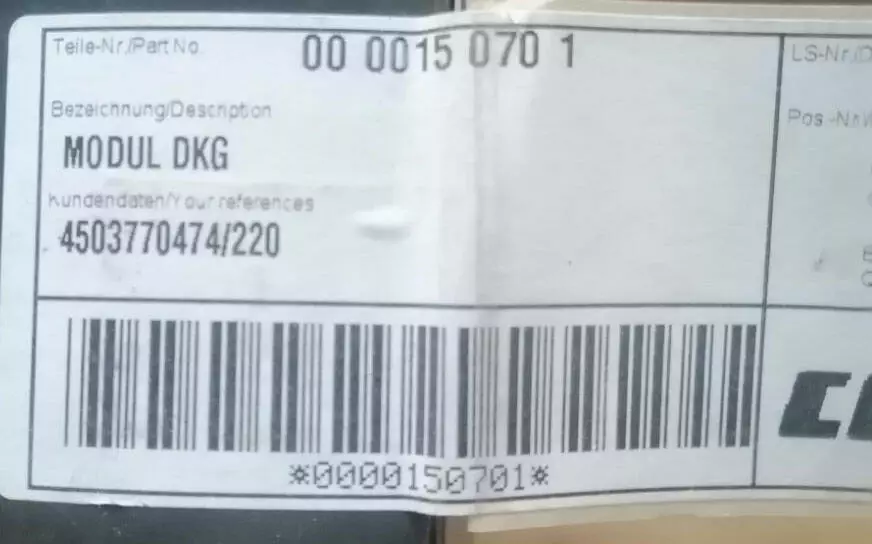 Teile-Nr./Part No. 00 0015 070 1
LS-Nr./D
Bezeichnung/Description
Pos.-Nr.
MODUL DKG
Kundendaten/Your references
4503770474/220
*0000150701*